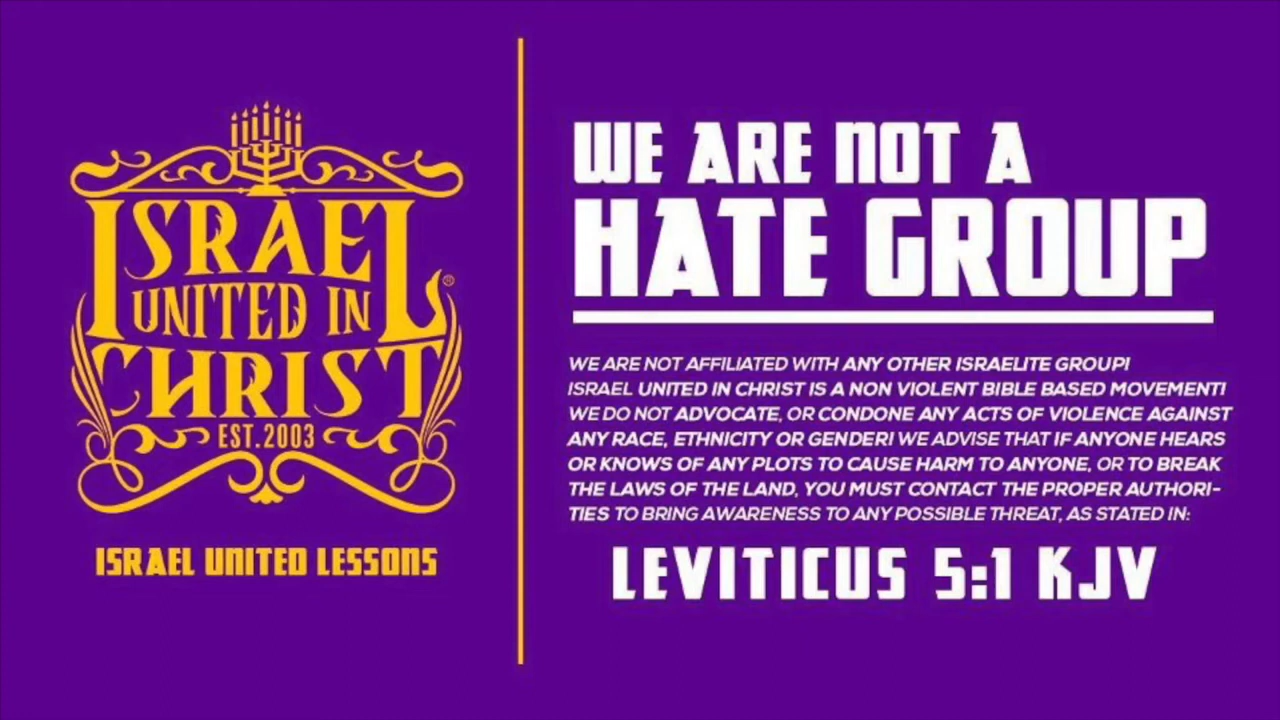 ISRAEL
UNITED IN
CHRIST
EST. 2003
ISRAEL UNITED LESSONS
WE ARE NOT A
HATE GROUP
WE ARE NOT AFFILIATED WITH ANY OTHER ISRAELITE GROUP!
ISRAEL UNITED IN CHRIST IS A NON VIOLENT BIBLE BASED MOVEMENT!
WE DO NOT ADVOCATE, OR CONDONE ANY ACTS OF VIOLENCE AGAINST
ANY RACE, ETHNICITY OR GENDER! WE ADVISE THAT IF ANYONE HEARS
OR KNOWS OF ANY PLOTS TO CAUSE HARM TO ANYONE, OR TO BREAK
THE LAWS OF THE LAND, YOU MUST CONTACT THE PROPER AUTHORI-
TIES TO BRING AWARENESS TO ANY POSSIBLE THREAT, AS STATED IN:
LEVITICUS 5:1 KJV